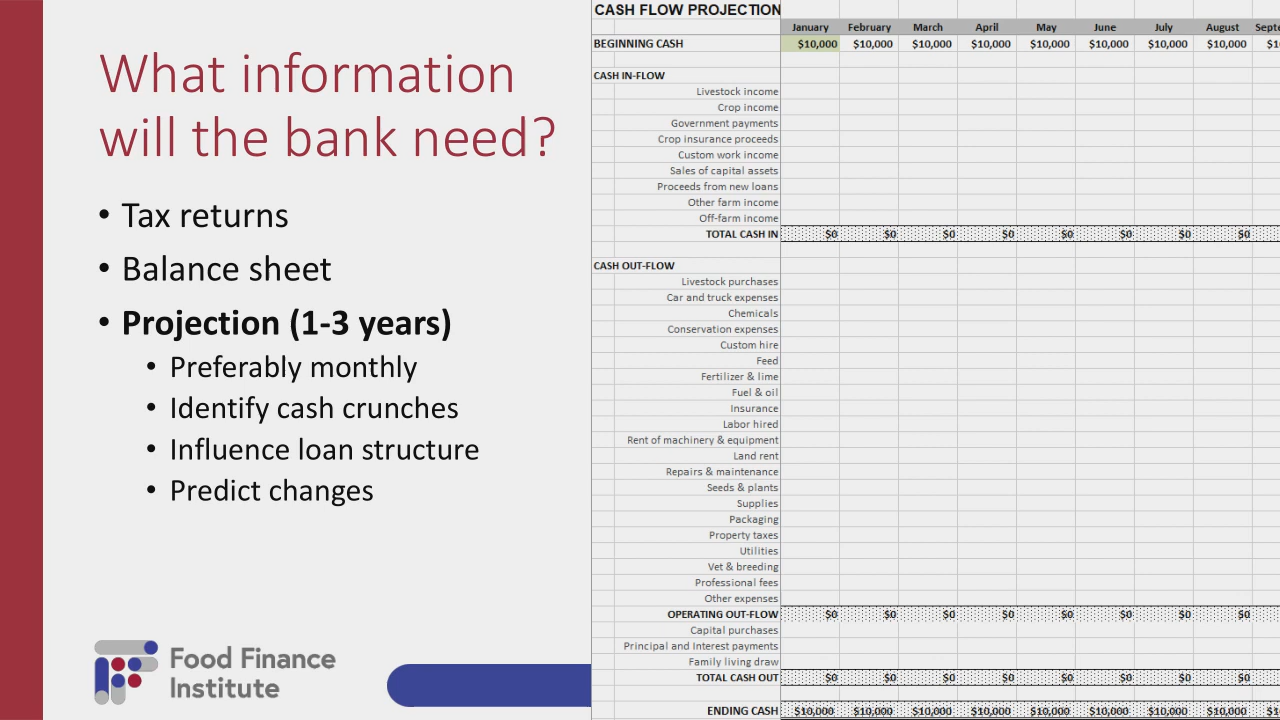 What information
will the bank need?
• Tax returns
• Balance sheet
• Projection (1-3 years)
• Preferably monthly
• Identify cash crunches
• Influence loan structure
• Predict changes
Food Finance
Institute
CASH FLOW PROJECTION
January February March April May June July August Septe
BEGINNING CASH $10,000 $10,000 $10,000 $10,000 $10,000 $10,000 $10,000 $10,000 $1
CASH IN-FLOW
Livestock income
Crop income
Government payments
Crop insurance proceeds
Custom work income
Sales of capital assets
Proceeds from new loans
Other farm income
Off-farm income
TOTAL CASH IN $0 $0 $0 $0 $0 $0 $0 $0
CASH OUT-FLOW
Livestock purchases
Car and truck expenses
Chemicals
Conservation expenses
Custom hire
Feed
Fertilizer & lime
Fuel & oil
Insurance
Labor hired
Rent of machinery & equipment
Land rent
Repairs & maintenance
Seeds & plants
Supplies
Packaging
Property taxes
Utilities
Vet & breeding
Professional fees
Other expenses
OPERATING OUT-FLOW $0 $0 $0 $0 $0 $0 $0 $0
Capital purchases
Principal and Interest payments
Family living draw
TOTAL CASH OUT $0 $0 $0 $0 $0 $0 $0 $0
ENDING CASH $10,000 $10,000 $10,000 $10,000 $10,000 $10,000 $10,000 $10,000 $1